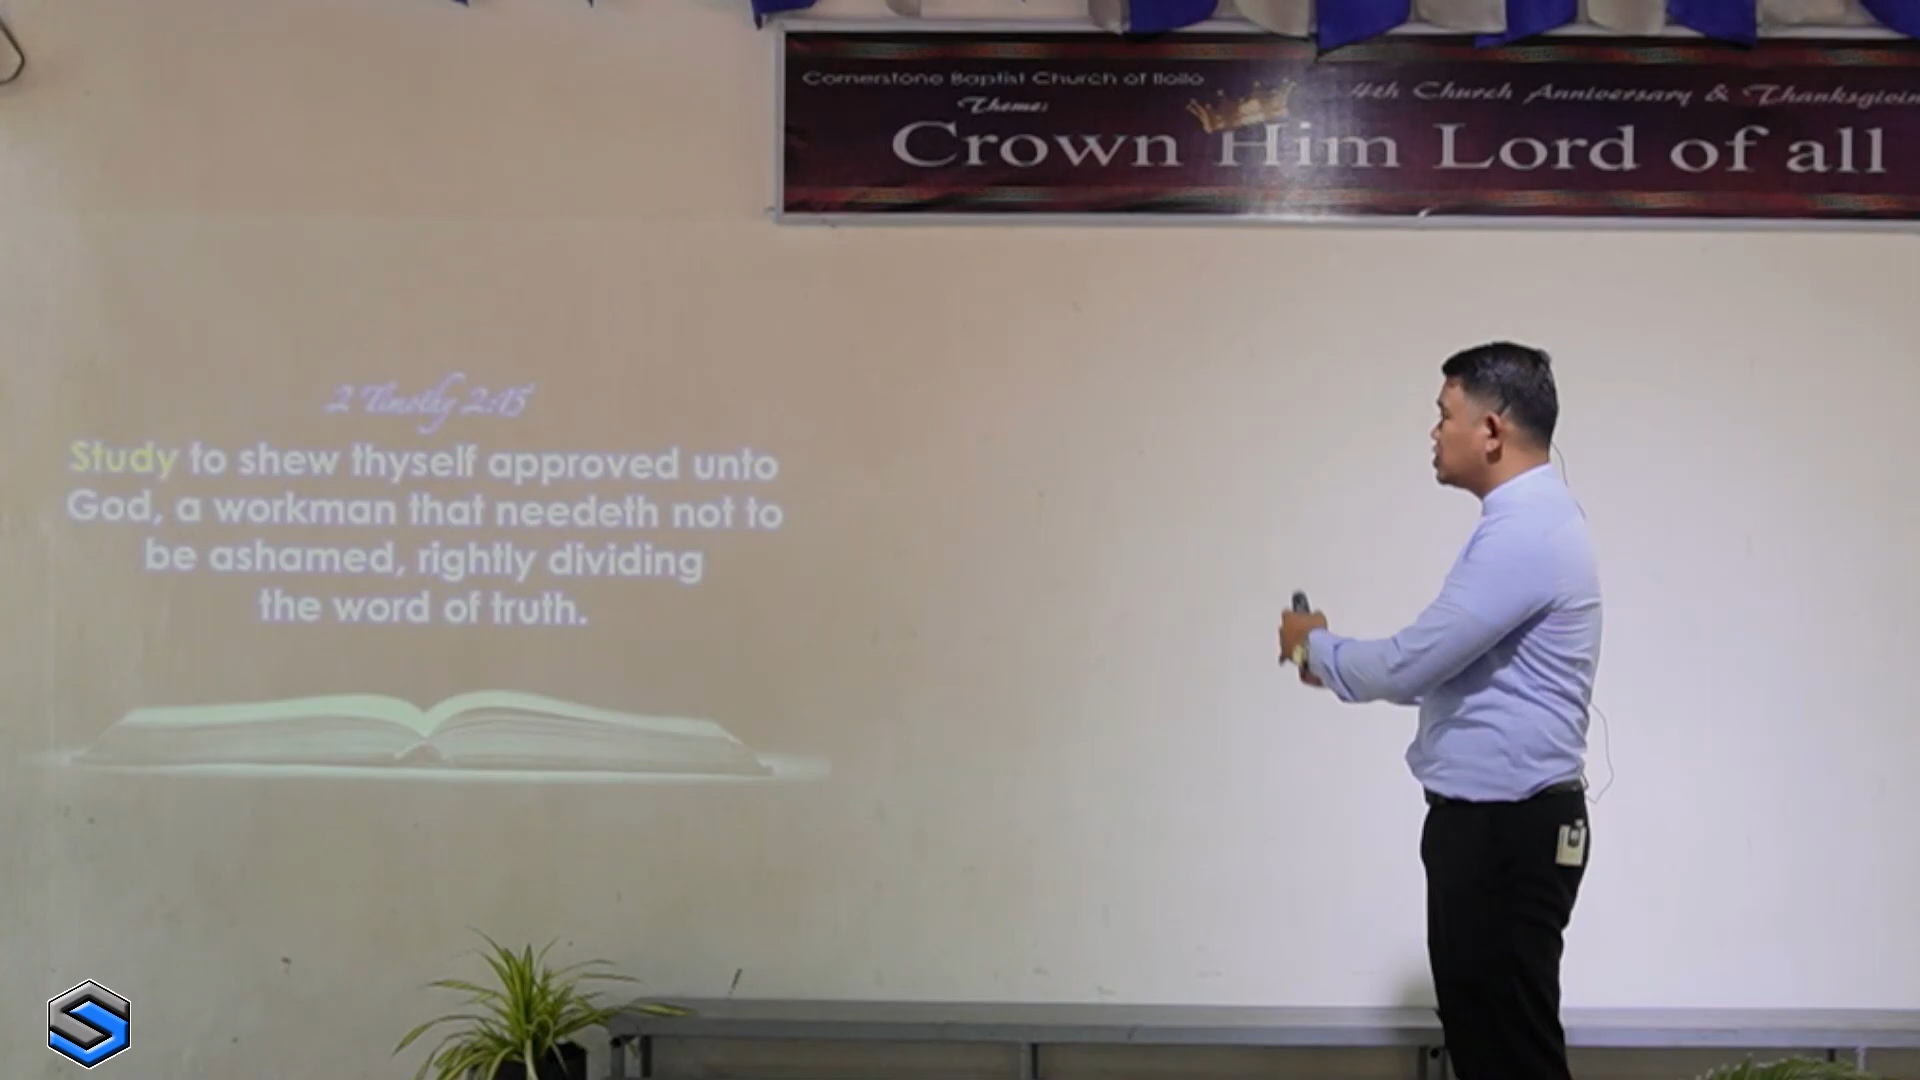 Cornerstone Baptist Church of Iloilo
4th Church Anniversary & Thanksgivin
Theme:
Crown Him Lord of all
2 Timothy 2:15
Study to shew thyself approved unto
God, a workman that needeth not to
be ashamed, rightly dividing
the word of truth.